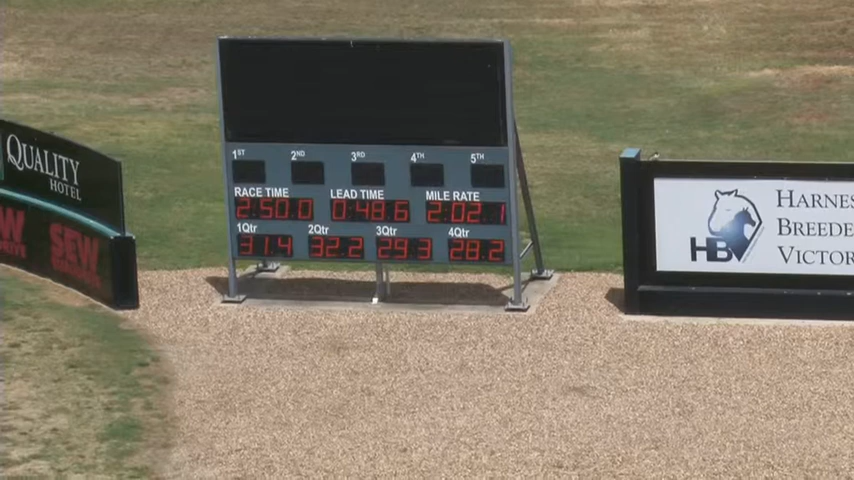 QUALITY
HOTEL
SEW
1ST 2ND 3RD 4TH 5TH
RACE TIME LEAD TIME MILE RATE
2:50.0 0:48.6 2:02.1
1Qtr 2Qtr 3Qtr 4Qtr
31.4 32.2 29.3 28.2
HB
HARNES
BREEDE
VICTOR